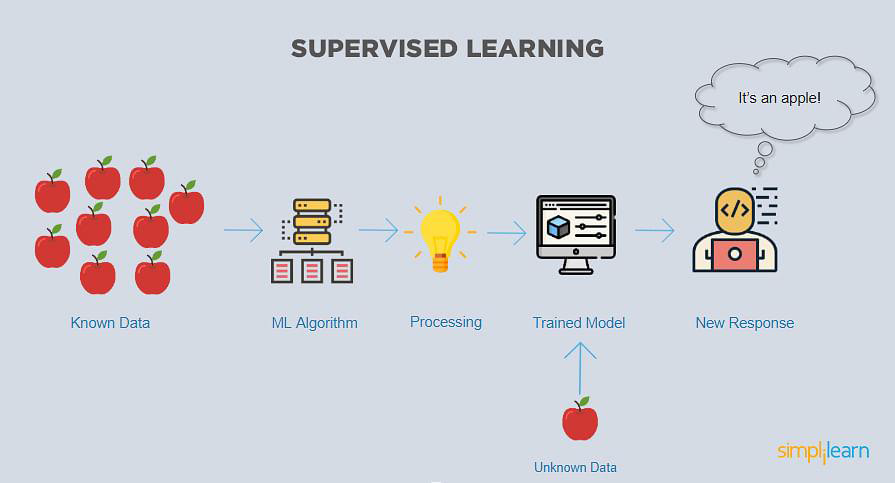 SUPERVISED LEARNING
It's an apple!
</>
Known Data
ML Algorithm
Processing
Trained Model
New Response
Unknown Data
simplilearn